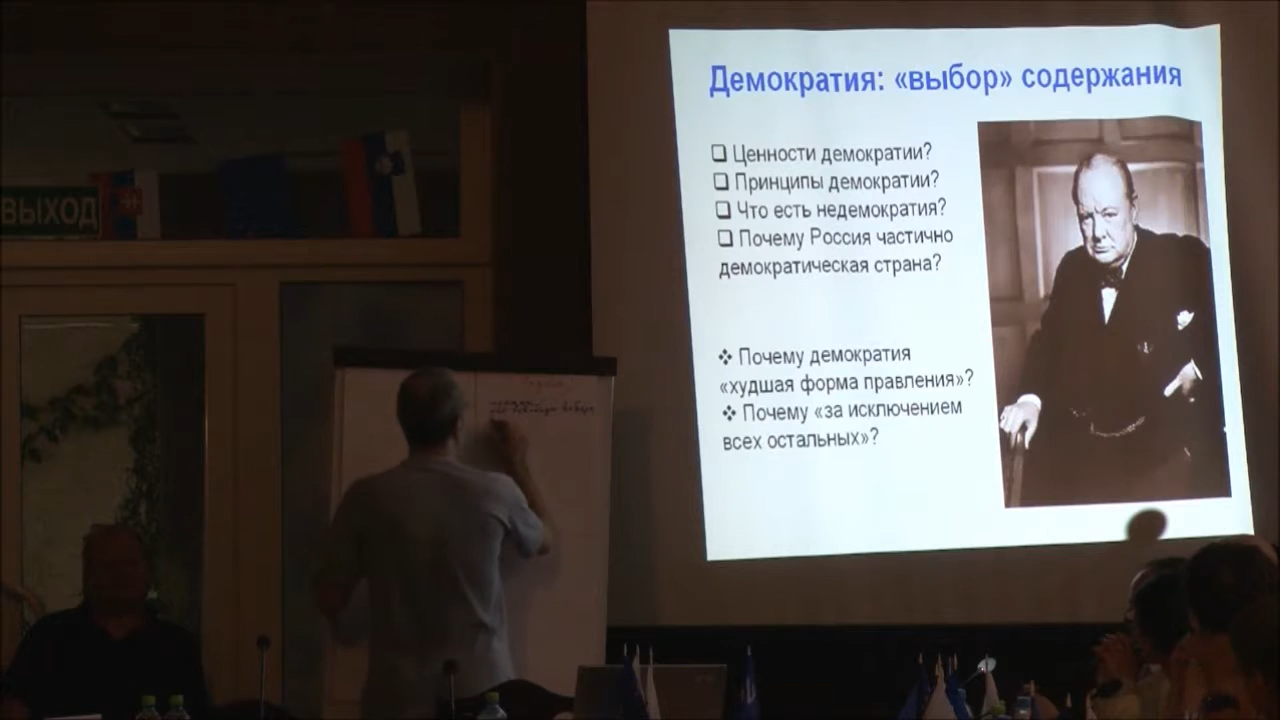 Демократия: «выбор» содержания
❑ Ценности демократии?
❑ Принципы демократии?
❑ Что есть недемократия?
❑ Почему Россия частично
демократическая страна?
❖ Почему демократия
«худшая форма правления»?
❖ Почему «за исключением
всех остальных»?
ВЫХОД